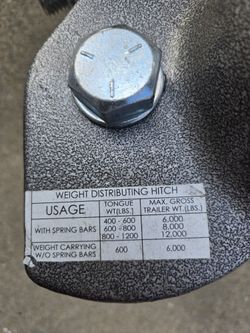 WEIGHT DISTRIBUTING HITCH
USAGE TONGUE WT(LBS.) MAX. GROSS TRAILER WT.(LBS.)
WITH SPRING BARS 400 - 600 6,000
600 - 800 8,000
800 - 1200 12,000
WEIGHT CARRYING W/O SPRING BARS 600 6,000